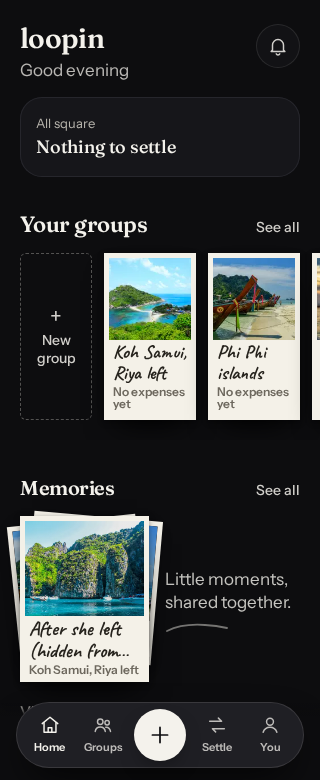 loopin
Good evening
All square
Nothing to settle
Your groups
See all
+
New
group
Koh Samui,
Riya left
No expenses
yet
Phi Phi
islands
No expenses
yet
Memories
See all
After she left
(hidden from...
Koh Samui, Riya left
Little moments,
shared together.
Home
Groups
Settle
You